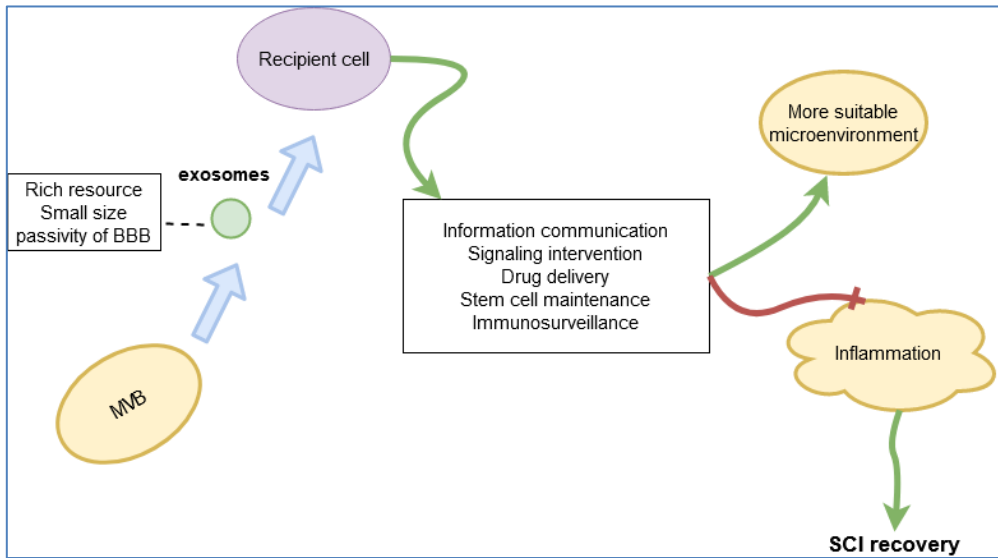 Recipient cell
More suitable
microenvironment
exosomes
Rich resource
Small size
passivity of BBB
Information communication
Signaling intervention
Drug delivery
Stem cell maintenance
Immunosurveillance
Inflammation
MVB
SCI recovery